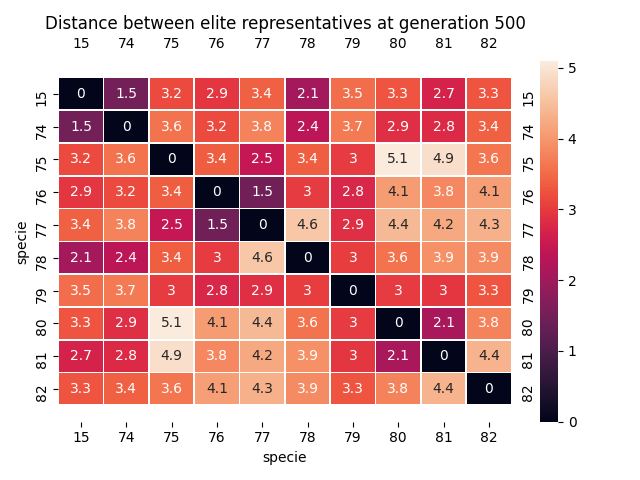 Distance between elite representatives at generation 500
15 74 75 76 77 78 79 80 81 82
15 0 1.5 3.2 2.9 3.4 2.1 3.5 3.3 2.7 3.3 15
74 1.5 0 3.6 3.2 3.8 2.4 3.7 2.9 2.8 3.4 74
75 3.2 3.6 0 3.4 2.5 3.4 3 5.1 4.9 3.6 75
76 2.9 3.2 3.4 0 1.5 3 2.8 4.1 3.8 4.1 76
77 3.4 3.8 2.5 1.5 0 4.6 2.9 4.4 4.2 4.3 77
78 2.1 2.4 3.4 3 4.6 0 3 3.6 3.9 3.9 78
79 3.5 3.7 3 2.8 2.9 3 0 3 3 3.3 79
80 3.3 2.9 5.1 4.1 4.4 3.6 3 0 2.1 3.8 80
81 2.7 2.8 4.9 3.8 4.2 3.9 3 2.1 0 4.4 81
82 3.3 3.4 3.6 4.1 4.3 3.9 3.3 3.8 4.4 0 82
15 74 75 76 77 78 79 80 81 82
specie
specie
5
4
3
2
1
0